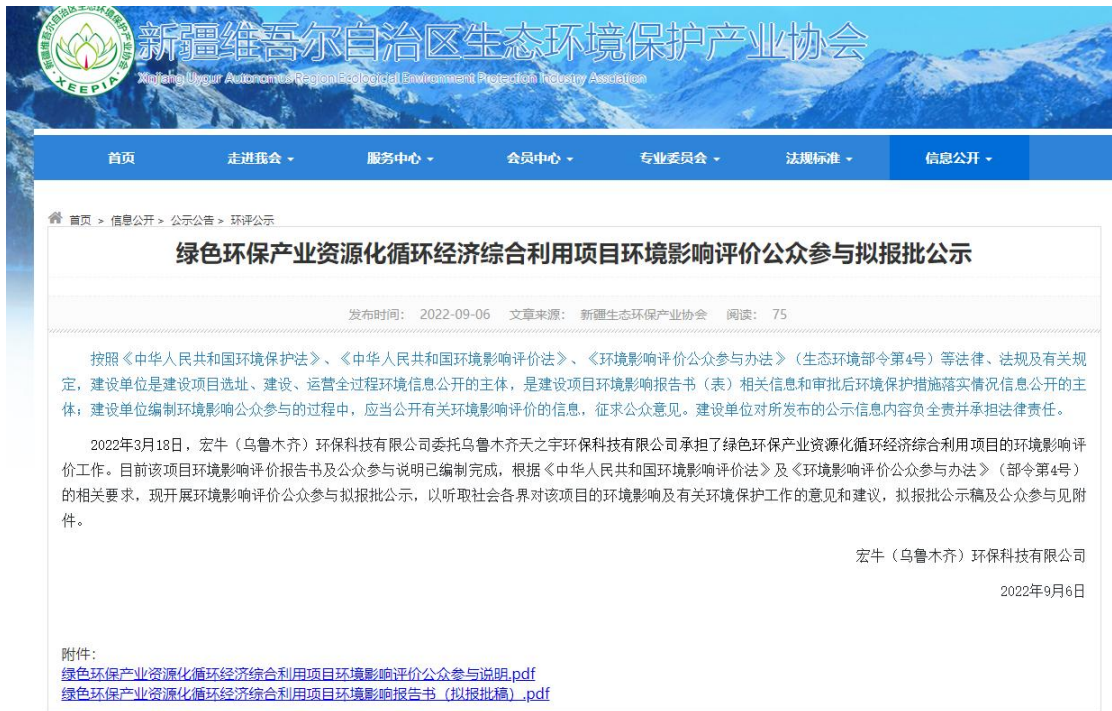 新疆维吾尔自治区生态环境保护产业协会
Xinjiang Uygur Autonomous Region Ecological Environment Protection Industry Association
XEEPIA
首页 走进我会 服务中心 会员中心 专业委员会 法规标准 信息公开
首页 > 信息公开 > 公示公告 > 环评公示
绿色环保产业资源化循环经济综合利用项目环境影响评价公众参与拟报批公示
发布时间: 2022-09-06 文章来源: 新疆生态环保产业协会 阅读: 75
按照《中华人民共和国环境保护法》、《中华人民共和国环境影响评价法》、《环境影响评价公众参与办法》（生态环境部令第4号）等法律、法规及有关规
定，建设单位是建设项目选址、建设、运营全过程环境信息公开的主体，是建设项目环境影响报告书（表）相关信息和审批后环境保护措施落实情况信息公开的主
体；建设单位编制环境影响公众参与的过程中，应当公开有关环境影响评价的信息，征求公众意见。建设单位对所发布的公示信息内容负全责并承担法律责任。
2022年3月18日，宏牛（乌鲁木齐）环保科技有限公司委托乌鲁木齐天之宇环保科技有限公司承担了绿色环保产业资源化循环经济综合利用项目的环境影响评
价工作。目前该项目环境影响评价报告书及公众参与说明已编制完成，根据《中华人民共和国环境影响评价法》及《环境影响评价公众参与办法》（部令第4号）
的相关要求，现开展环境影响评价公众参与拟报批公示，以听取社会各界对该项目的环境影响及有关环境保护工作的意见和建议，拟报批公示稿及公众参与见附
件。
宏牛（乌鲁木齐）环保科技有限公司
2022年9月6日
附件：
绿色环保产业资源化循环经济综合利用项目环境影响评价公众参与说明.pdf
绿色环保产业资源化循环经济综合利用项目环境影响报告书（拟报批稿）.pdf